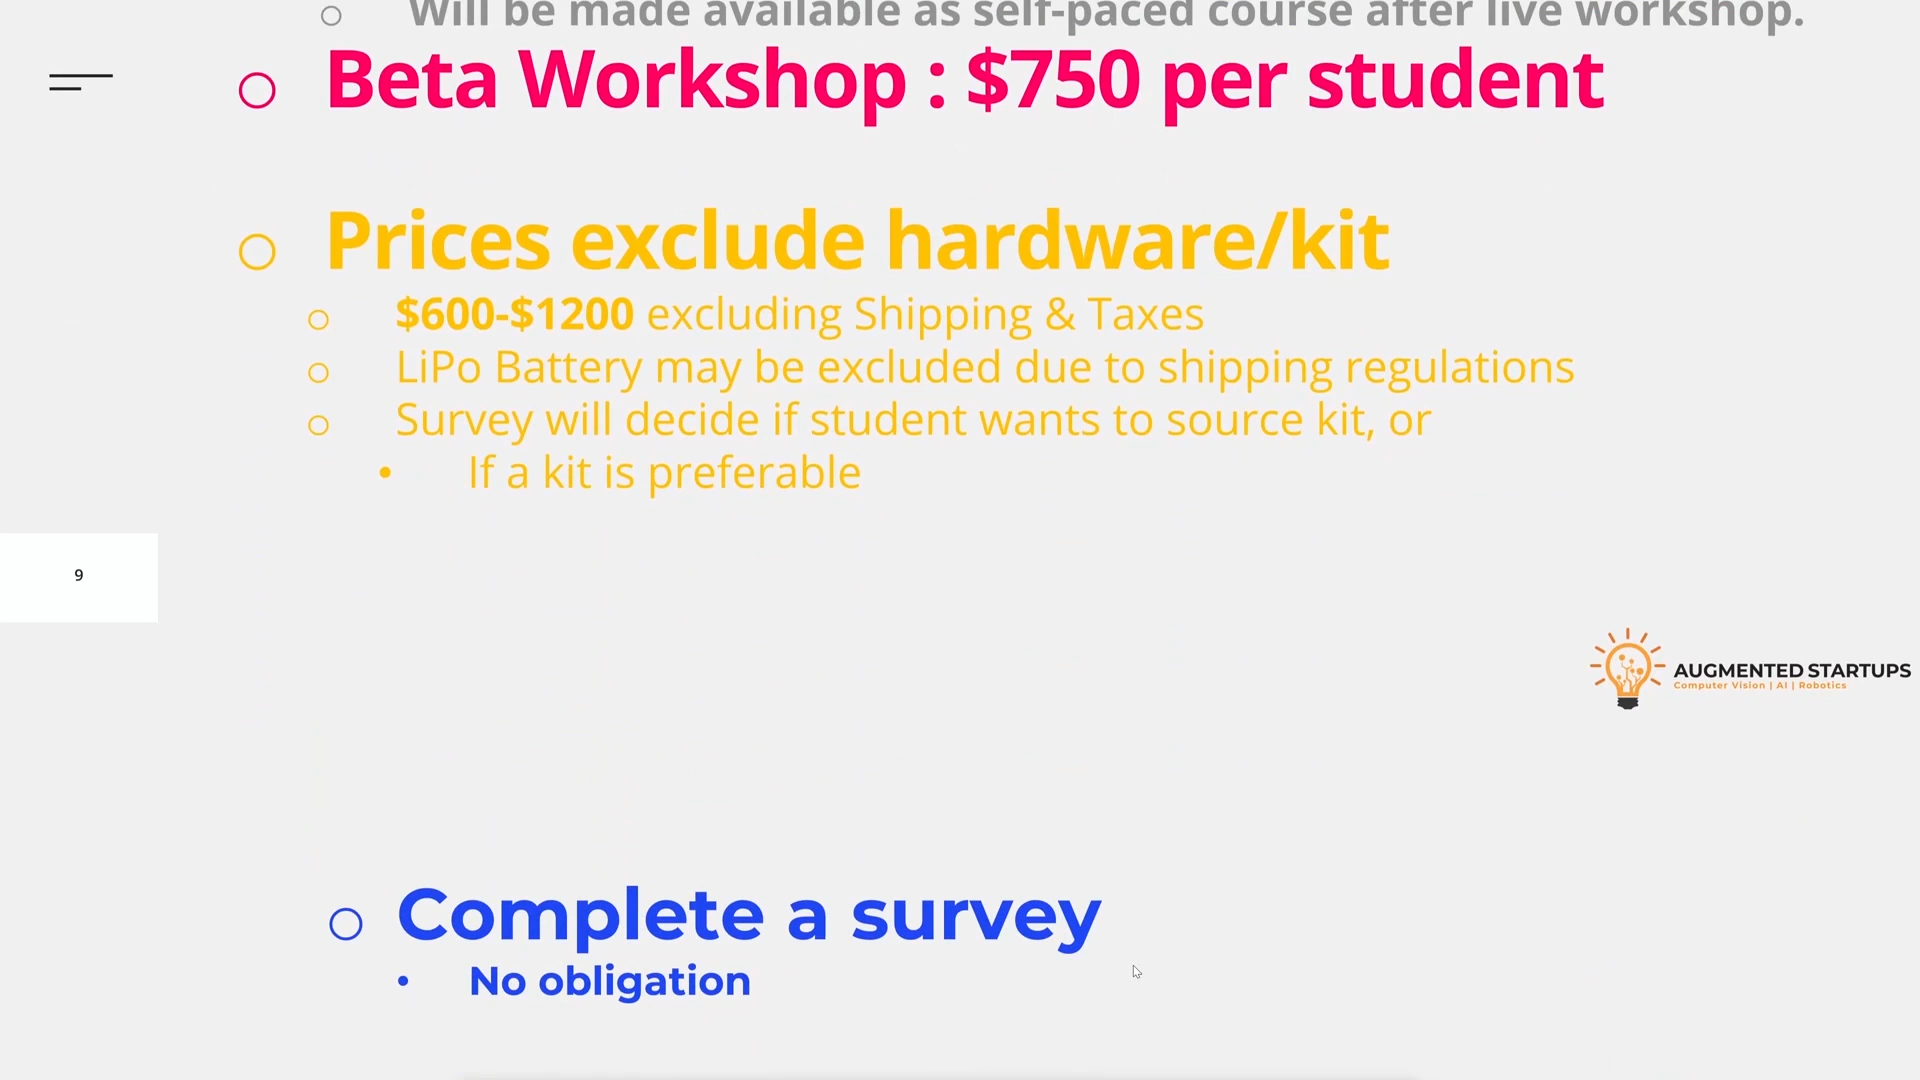 Will be made available as self-paced course after live workshop.
Beta Workshop : $750 per student
Prices exclude hardware/kit
$600-$1200 excluding Shipping & Taxes
LiPo Battery may be excluded due to shipping regulations
Survey will decide if student wants to source kit, or
If a kit is preferable
9
AUGMENTED STARTUPS
Computer Vision | AI | Robotics
Complete a survey
No obligation